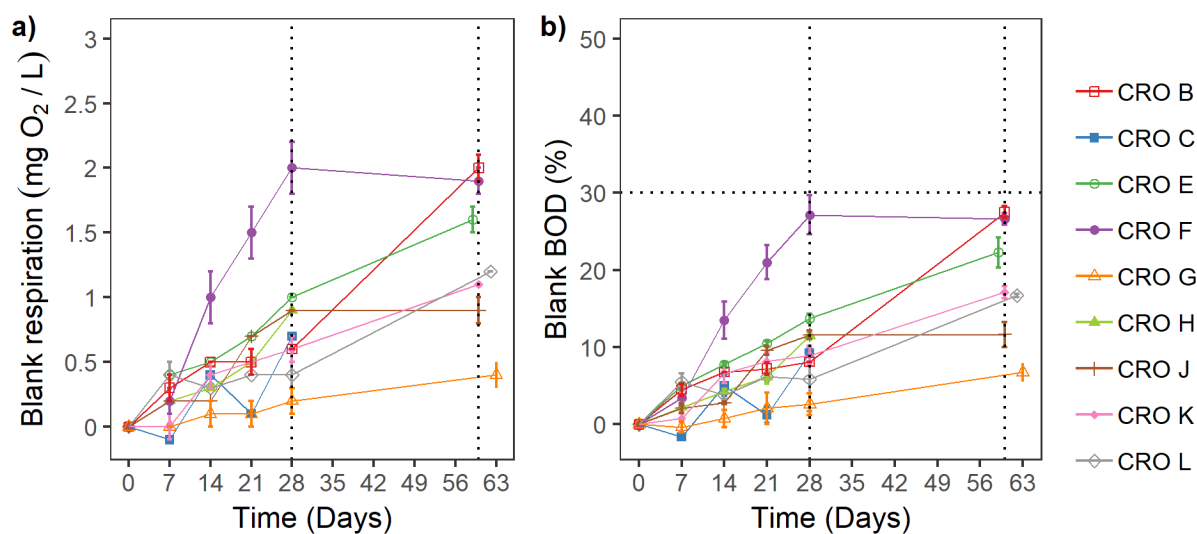 a)
Blank respiration (mg O₂ / L)
3
2.5
2
1.5
1
0.5
0
0 7 14 21 28 35 42 49 56 63
Time (Days)
b)
Blank BOD (%)
50
40
30
20
10
0
0 7 14 21 28 35 42 49 56 63
Time (Days)
CRO B
CRO C
CRO E
CRO F
CRO G
CRO H
CRO J
CRO K
CRO L